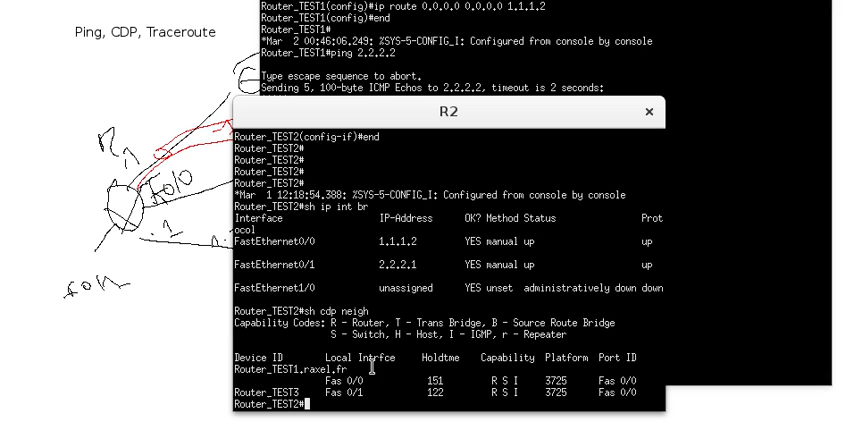 Ping, CDP, Traceroute
Router_TEST1(config)#ip route 0.0.0.0 0.0.0.0 1.1.1.2
Router_TEST1(config)#end
Router_TEST1#
*Mar  2 00:46:06.249: %SYS-5-CONFIG_I: Configured from console by console
Router_TEST1#ping 2.2.2.2
Type escape sequence to abort.
Sending 5, 100-byte ICMP Echos to 2.2.2.2, timeout is 2 seconds:
R1
F0/0
.1
R2
Router_TEST2(config-if)#end
Router_TEST2#
Router_TEST2#
Router_TEST2#
Router_TEST2#
*Mar  1 12:18:54.388: %SYS-5-CONFIG_I: Configured from console by console
Router_TEST2#sh ip int br
Interface                  IP-Address      OK? Method Status                Prot
ocol
FastEthernet0/0            1.1.1.2         YES manual up                    up
FastEthernet0/1            2.2.2.1         YES manual up                    up
FastEthernet1/0            unassigned      YES unset  administratively down down
Router_TEST2#sh cdp neigh
Capability Codes: R - Router, T - Trans Bridge, B - Source Route Bridge
S - Switch, H - Host, I - IGMP, r - Repeater
Device ID        Local Intrfce     Holdtme    Capability  Platform  Port ID
Router_TEST1.raxel.fr
Fas 0/0            151         R S I     3725      Fas 0/0
Router_TEST3     Fas 0/1            122         R S I     3725      Fas 0/0
Router_TEST2#